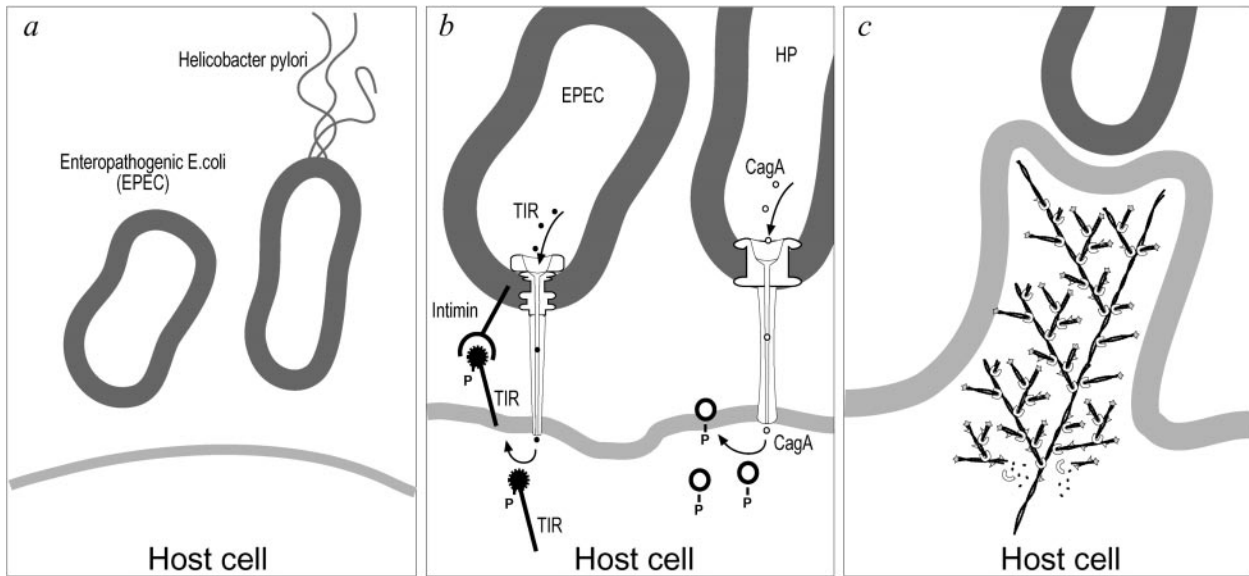 a
Helicobacter pylori
Enteropathogenic E.coli
(EPEC)
Host cell
b
EPEC
HP
TIR
CagA
Intimin
P
TIR
CagA
P
P
TIR
P
P
Host cell
c
Host cell